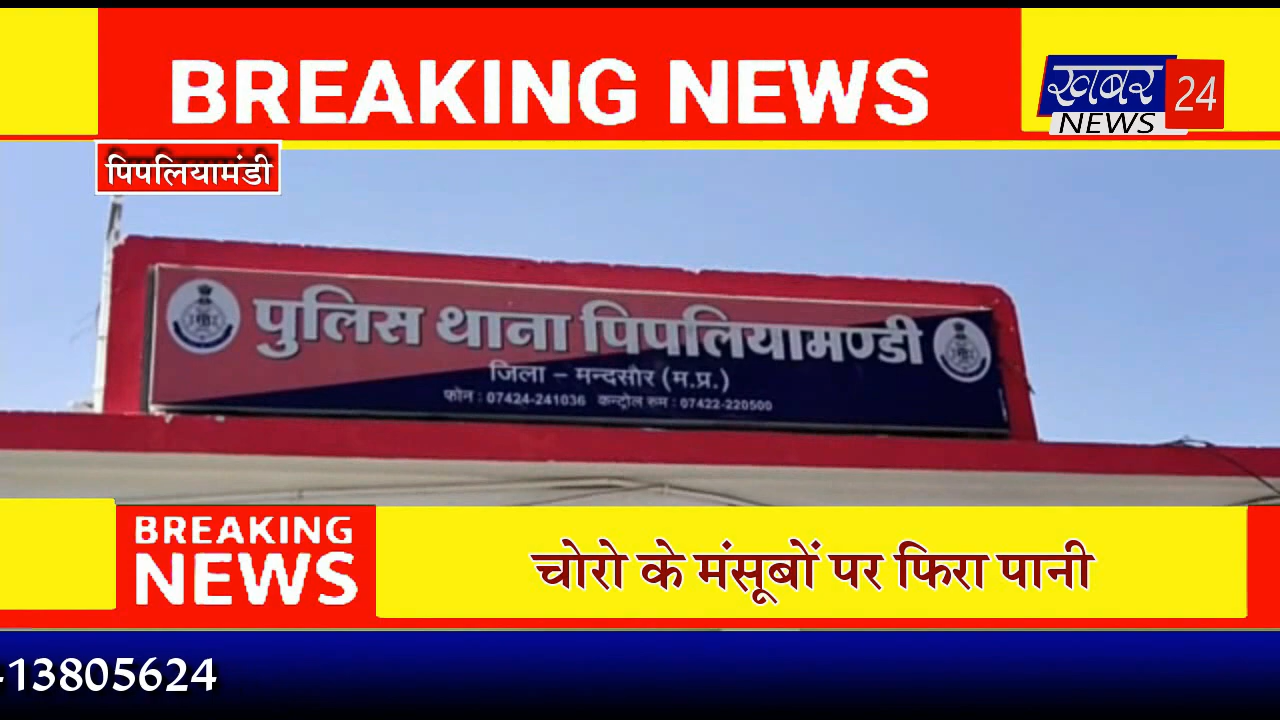 BREAKING NEWS
खबर 24
NEWS
पिपलियामंडी
पुलिस थाना पिपलियामण्डी
जिला - मन्दसौर (म.प्र.)
फोन : 07424-241036 कन्ट्रोल रुम : 07422-220500
BREAKING
NEWS
चोरो के मंसूबों पर फिरा पानी
-13805624